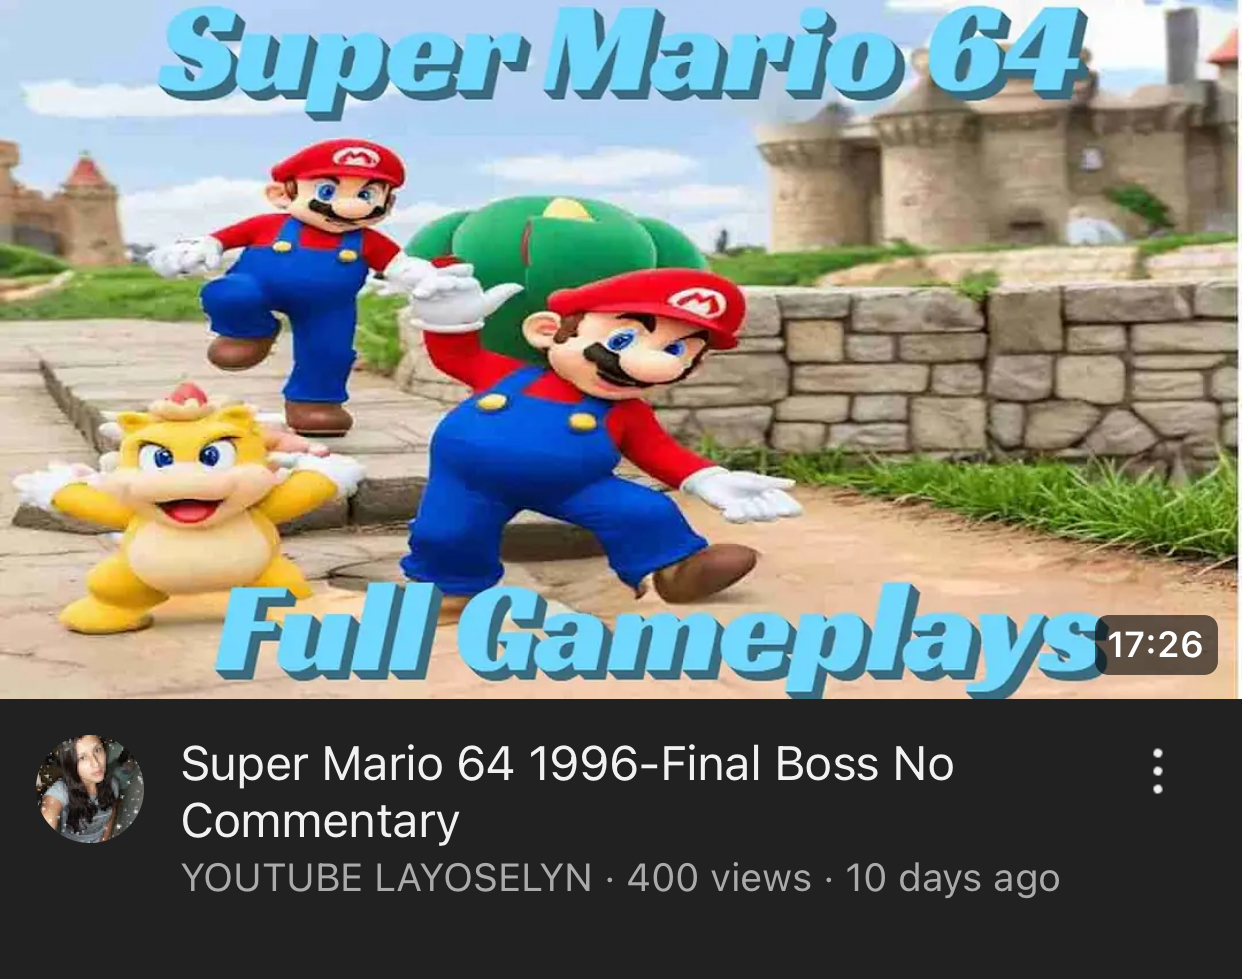 Super Mario 64
M
M
Full Gameplays
17:26
Super Mario 64 1996-Final Boss No
Commentary
YOUTUBE LAYOSELYN · 400 views · 10 days ago